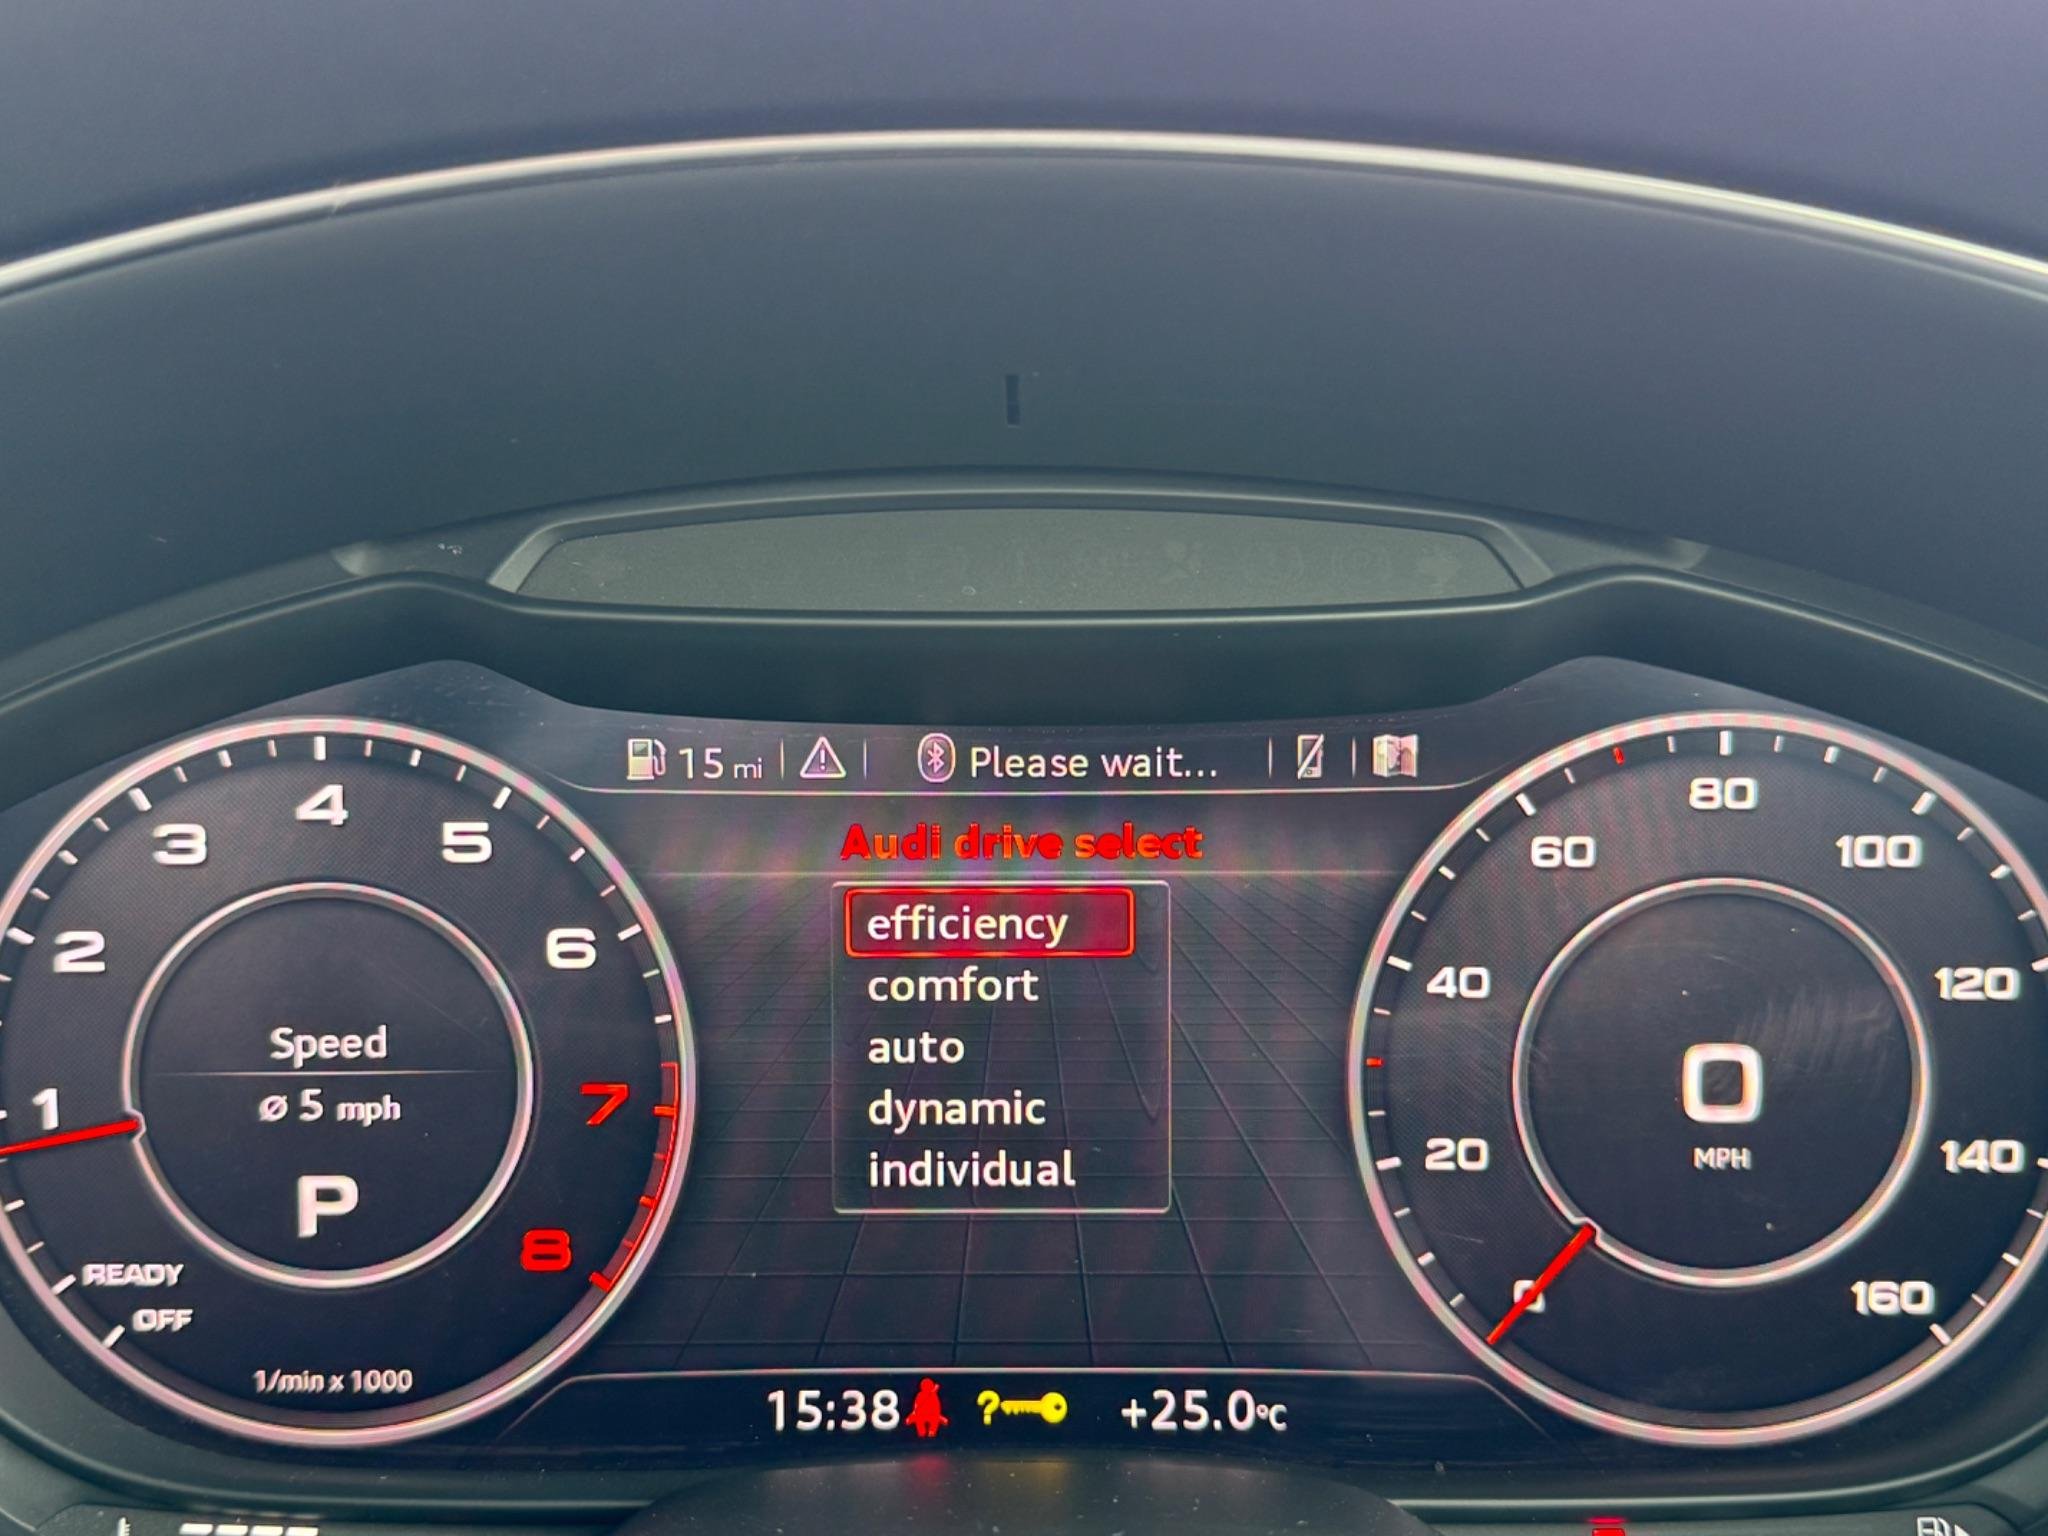 15 mi
Please wait...
Audi drive select
efficiency
comfort
auto
dynamic
individual
1
2
3
4
5
6
7
8
Speed
ø 5 mph
P
READY
OFF
1/min x 1000
0
20
40
60
80
100
120
140
160
0
MPH
15:38
?
+25.0°C